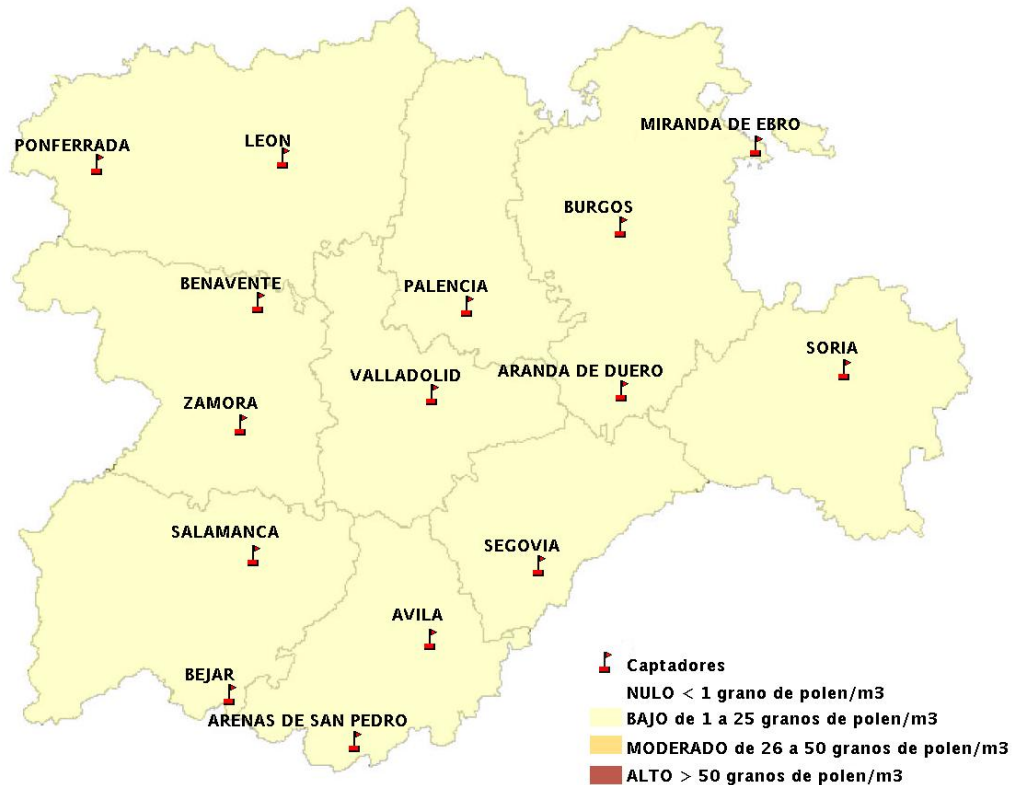 MIRANDA DE EBRO
PONFERRADA
LEON
BURGOS
BENAVENTE
PALENCIA
SORIA
VALLADOLID
ARANDA DE DUERO
ZAMORA
SALAMANCA
SEGOVIA
AVILA
BEJAR
ARENAS DE SAN PEDRO
Captadores
NULO < 1 grano de polen/m3
BAJO de 1 a 25 granos de polen/m3
MODERADO de 26 a 50 granos de polen/m3
ALTO > 50 granos de polen/m3